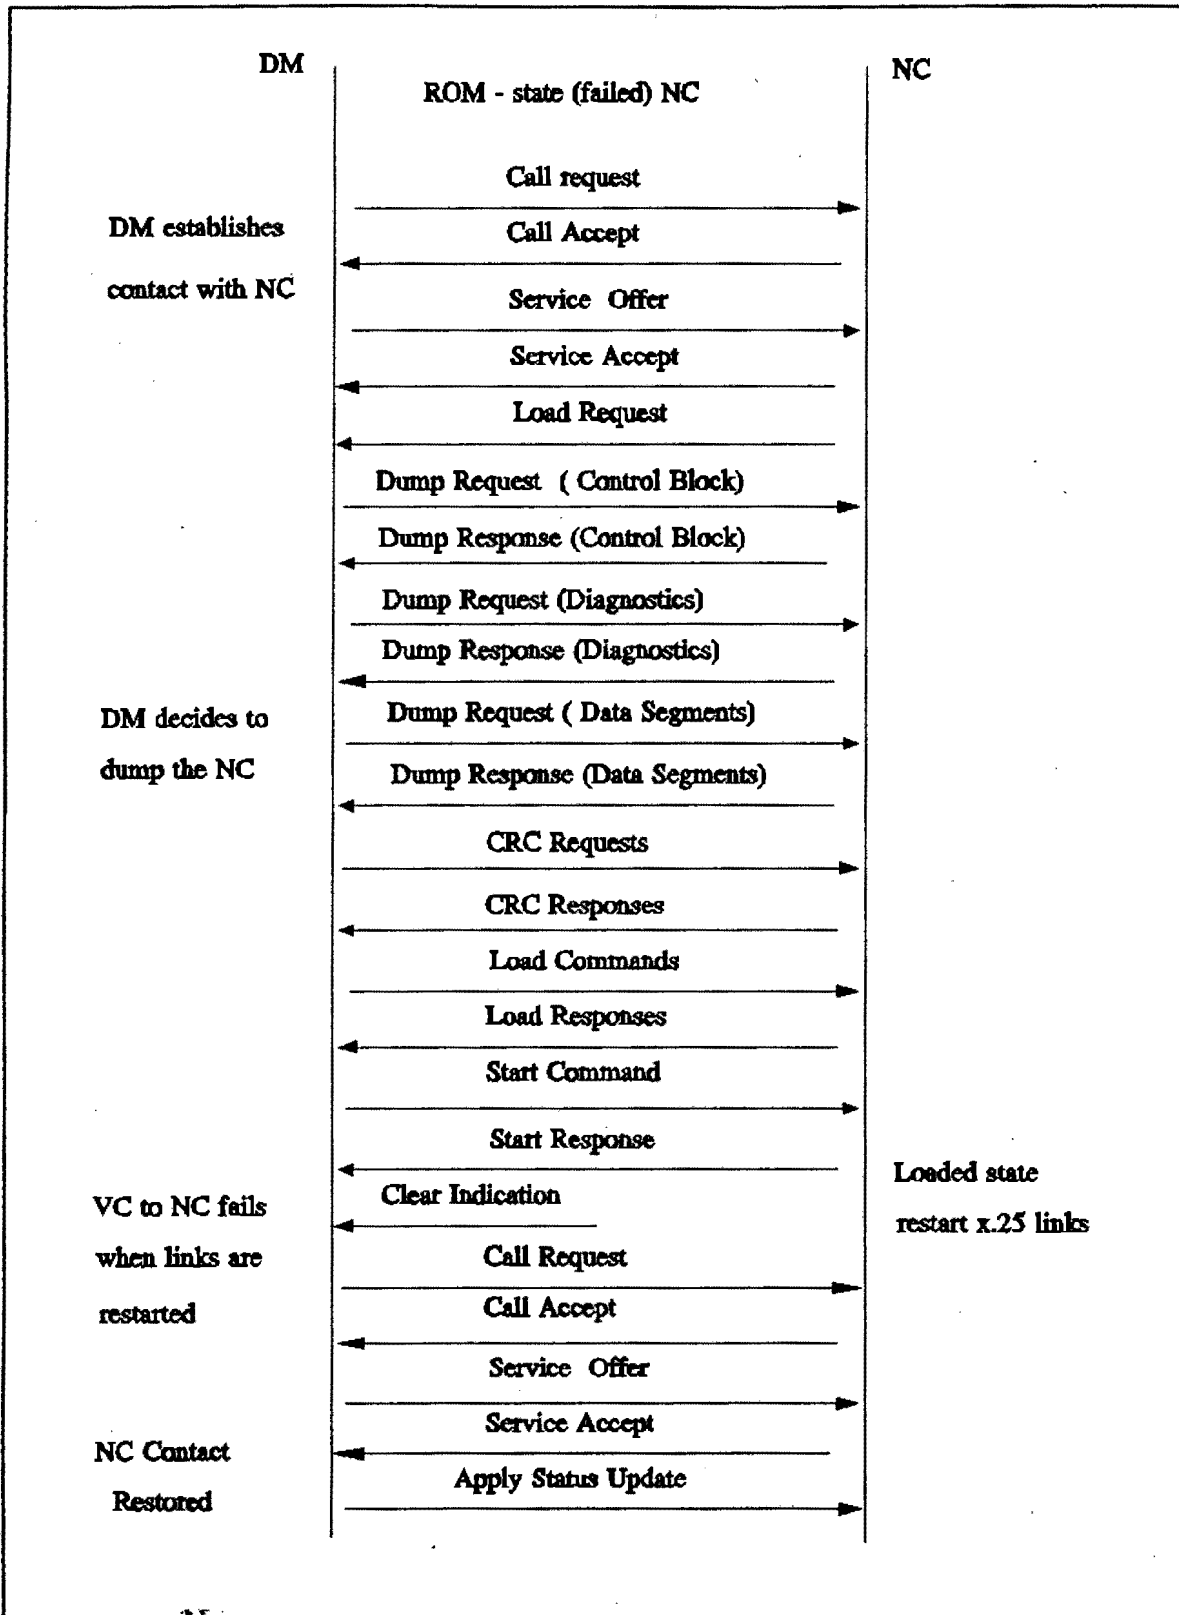 DM
NC
ROM - state (failed) NC
Call request
DM establishes
Call Accept
contact with NC
Service Offer
Service Accept
Load Request
Dump Request ( Control Block)
Dump Response (Control Block)
Dump Request (Diagnostics)
Dump Response (Diagnostics)
DM decides to
Dump Request ( Data Segments)
dump the NC
Dump Response (Data Segments)
CRC Requests
CRC Responses
Load Commands
Load Responses
Start Command
Start Response
Loaded state
Clear Indication
VC to NC fails
restart x.25 links
when links are
Call Request
restarted
Call Accept
Service Offer
Service Accept
NC Contact
Apply Status Update
Restored